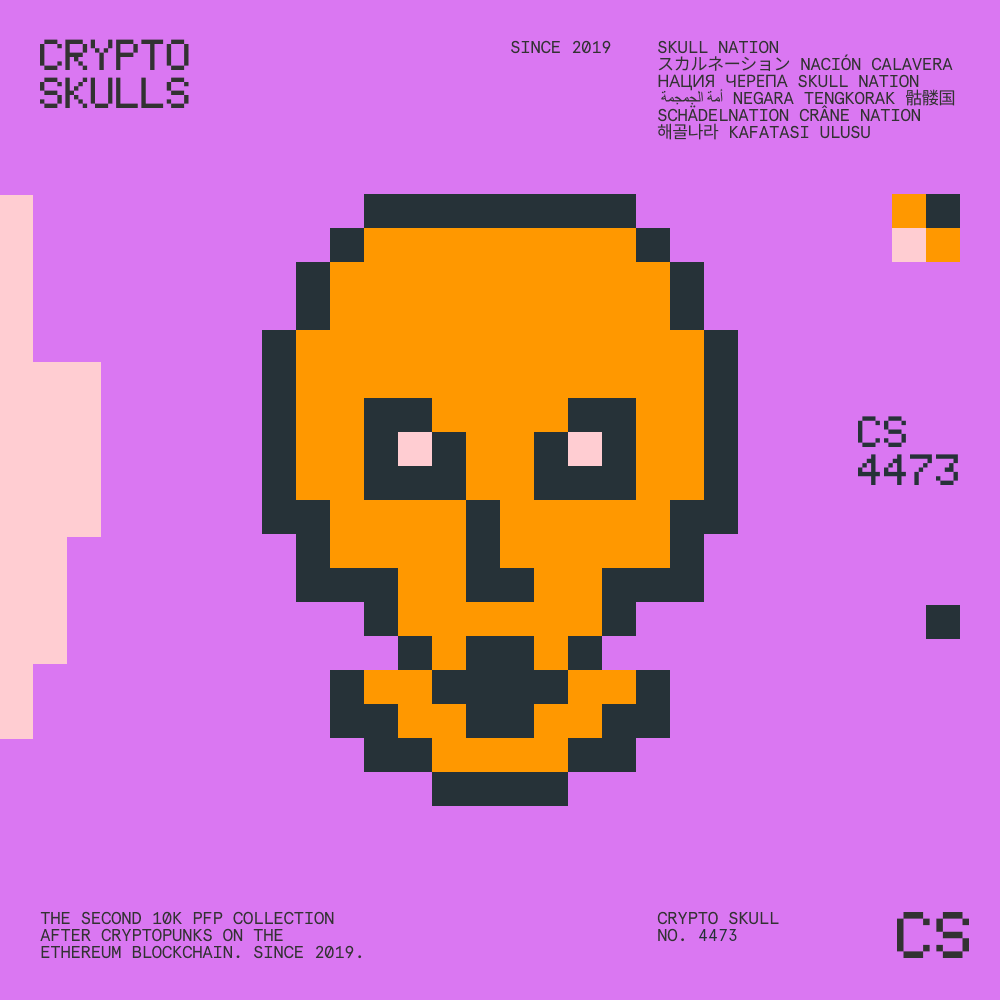 CRYPTO
SKULLS
SINCE 2019
SKULL NATION
スカルネーション NACIÓN CALAVERA
НАЦИЯ ЧЕРЕПА SKULL NATION
أمة الجمجمة NEGARA TENGKORAK 骷髅国
SCHÄDELNATION CRÂNE NATION
해골나라 KAFATASI ULUSU
CS
4473
THE SECOND 10K PFP COLLECTION
AFTER CRYPTOPUNKS ON THE
ETHEREUM BLOCKCHAIN. SINCE 2019.
CRYPTO SKULL
NO. 4473
CS